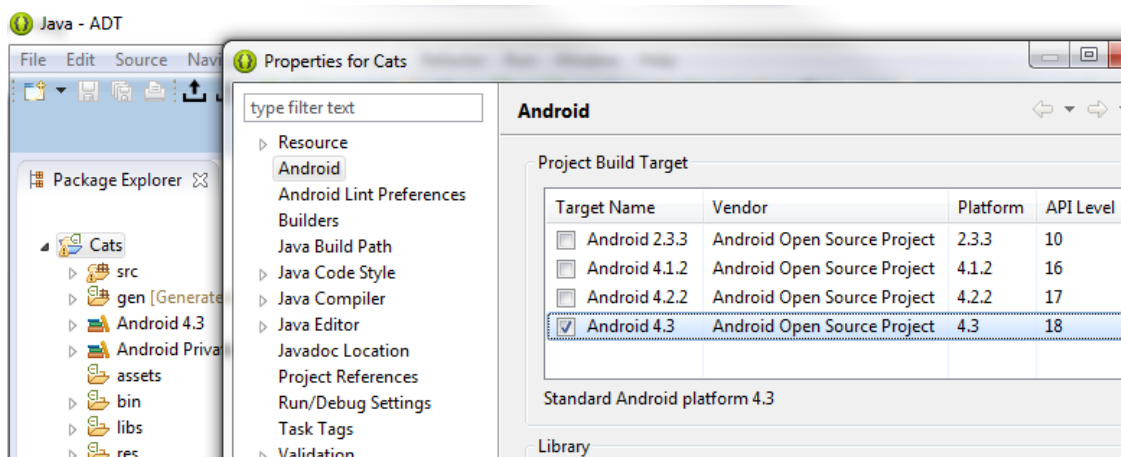 Java - ADT
File Edit Source Navi
Properties for Cats
type filter text
Resource
Android
Android Lint Preferences
Builders
Java Build Path
Java Code Style
Java Compiler
Java Editor
Javadoc Location
Project References
Run/Debug Settings
Task Tags
Validation
Package Explorer
Cats
src
gen [Generate
Android 4.3
Android Priva
assets
bin
libs
res
Android
Project Build Target
Target Name Vendor Platform API Level
Android 2.3.3 Android Open Source Project 2.3.3 10
Android 4.1.2 Android Open Source Project 4.1.2 16
Android 4.2.2 Android Open Source Project 4.2.2 17
Android 4.3 Android Open Source Project 4.3 18
Standard Android platform 4.3
Library